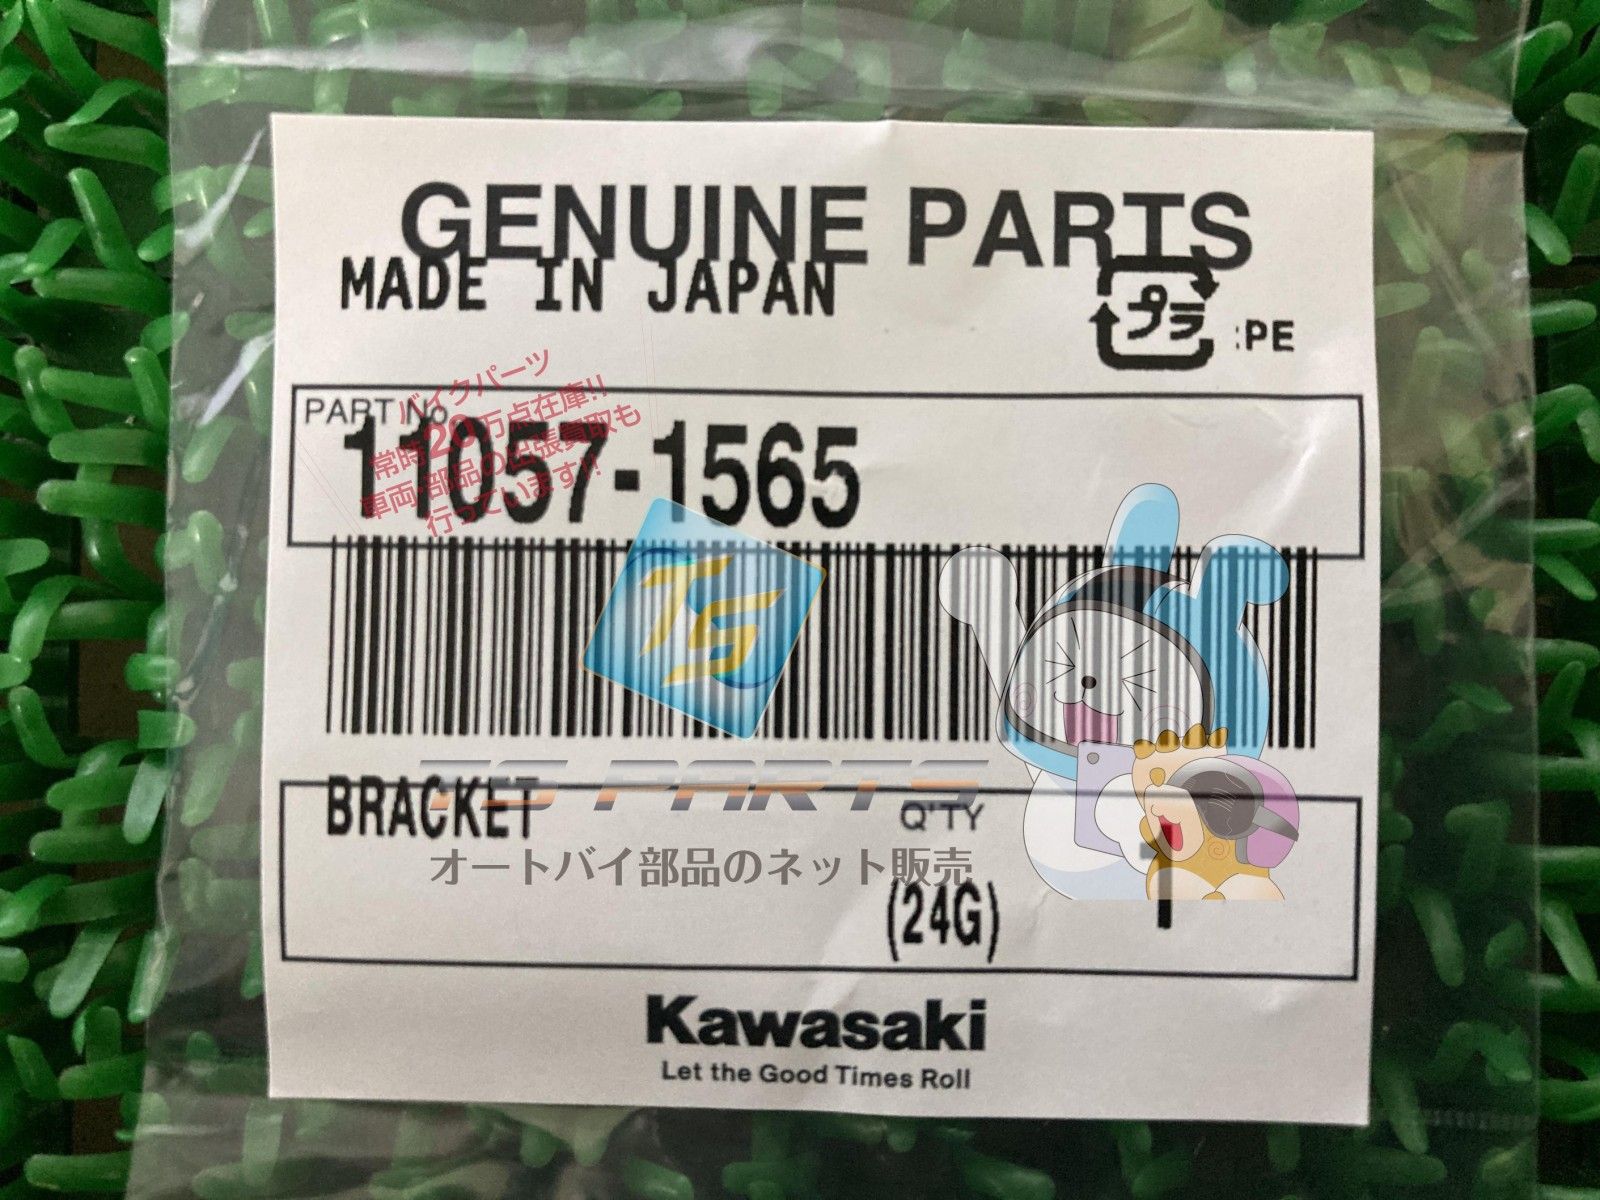 GENUINE PARTS
MADE IN JAPAN
プラ :PE
PART No.
11057-1565
バイクパーツ
常時20万点在庫!!
車両・部品の出張買取も
行っています!!
TS
TS PARTS
BRACKET
Q'TY
オートバイ部品のネット販売
(24G) 1
Kawasaki
Let the Good Times Roll